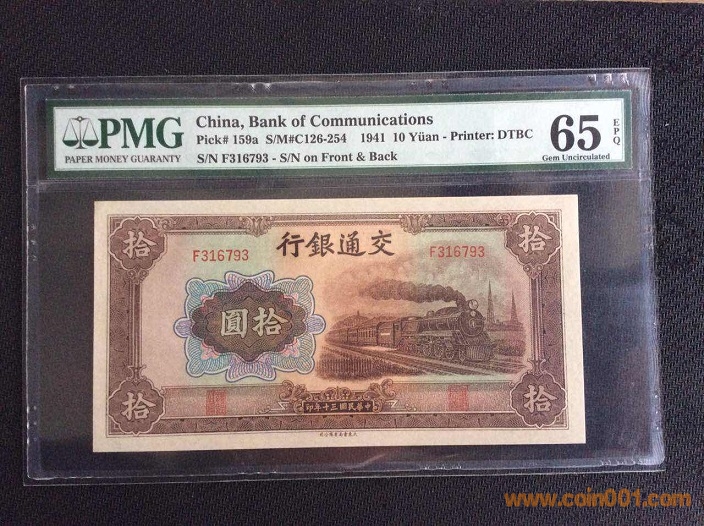 PMG
PAPER MONEY GUARANTY
China, Bank of Communications
Pick# 159a S/M#C126-254 1941 10 Yüan - Printer: DTBC
S/N F316793 - S/N on Front & Back
65 EPQ
Gem Uncirculated
拾 拾
行銀通交
F316793 F316793
圓拾
拾 拾
印年十三國民華中
www.coin001.com